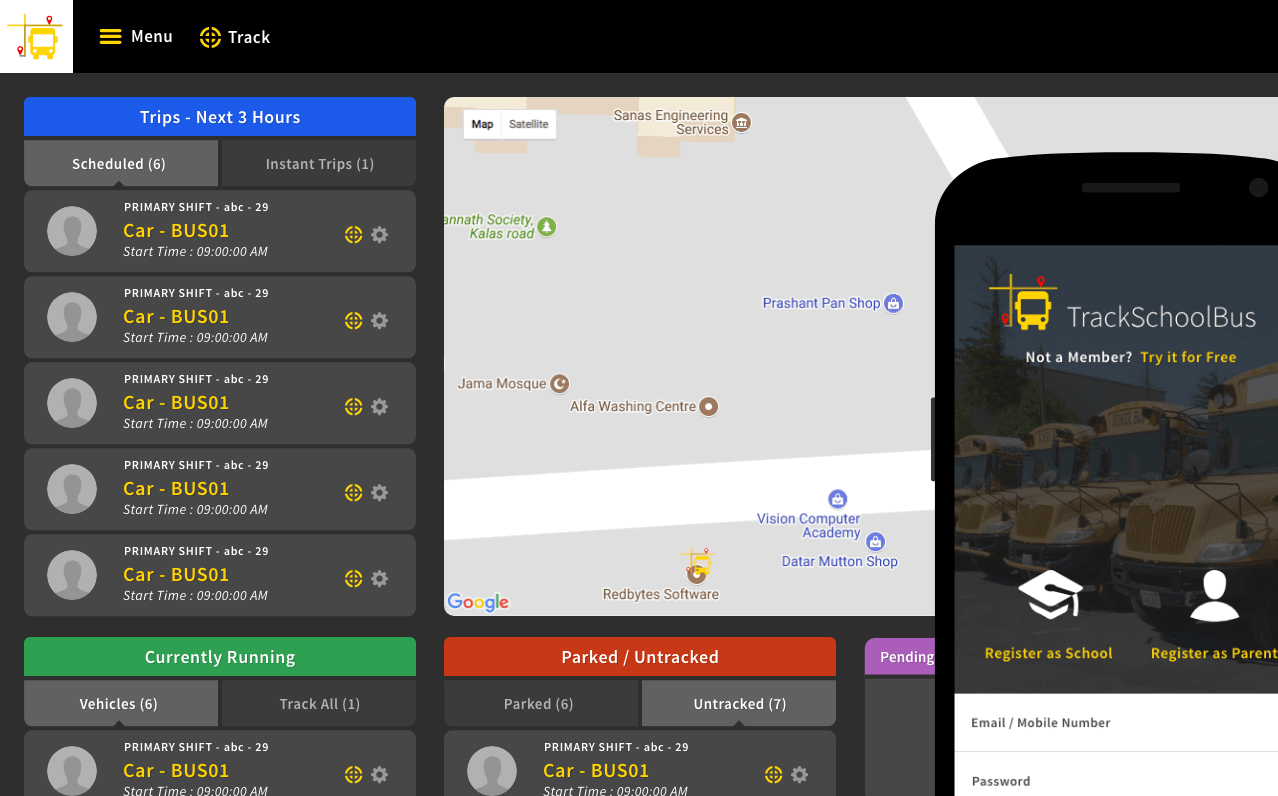 Menu
Track
Trips - Next 3 Hours
Scheduled (6)
Instant Trips (1)
PRIMARY SHIFT - abc - 29
Car - BUS01
Start Time : 09:00:00 AM
PRIMARY SHIFT - abc - 29
Car - BUS01
Start Time : 09:00:00 AM
PRIMARY SHIFT - abc - 29
Car - BUS01
Start Time : 09:00:00 AM
PRIMARY SHIFT - abc - 29
Car - BUS01
Start Time : 09:00:00 AM
PRIMARY SHIFT - abc - 29
Car - BUS01
Start Time : 09:00:00 AM
Map
Satellite
Sanas Engineering
Services
annath Society,
Kalas road
Prashant Pan Shop
Jama Mosque
Alfa Washing Centre
Vision Computer
Academy
Datar Mutton Shop
Redbytes Software
Google
TrackSchoolBus
Not a Member? Try it for Free
SCHOOL BUS
Register as School
Register as Parent
Email / Mobile Number
Password
Currently Running
Vehicles (6)
Track All (1)
PRIMARY SHIFT - abc - 29
Car - BUS01
Start Time : 09:00:00 AM
Parked / Untracked
Parked (6)
Untracked (7)
PRIMARY SHIFT - abc - 29
Car - BUS01
Start Time : 09:00:00 AM
Pending